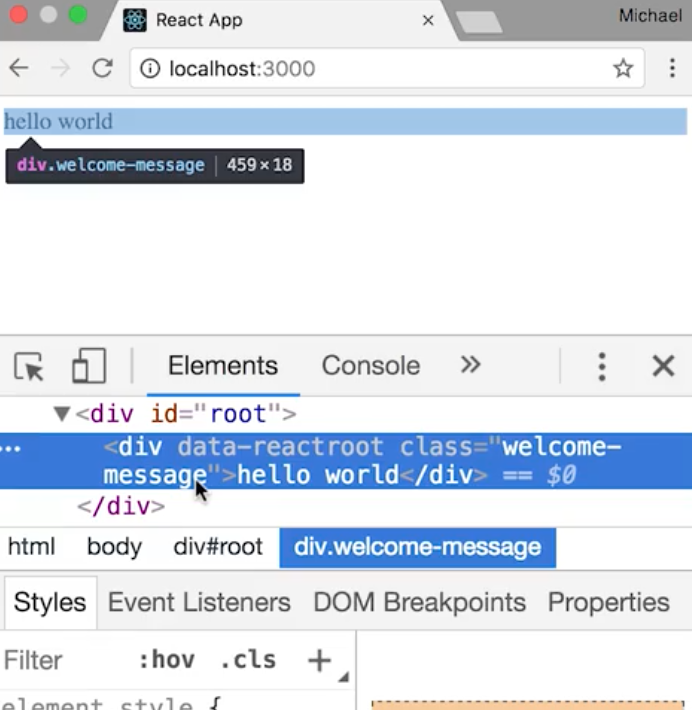 React App
Michael
localhost:3000
hello world
div.welcome-message | 459×18
Elements Console »
▼<div id="root">
<div data-reactroot class="welcome-
message">hello world</div> == $0
</div>
html body div#root div.welcome-message
Styles Event Listeners DOM Breakpoints Properties
Filter :hov .cls +
element.style {